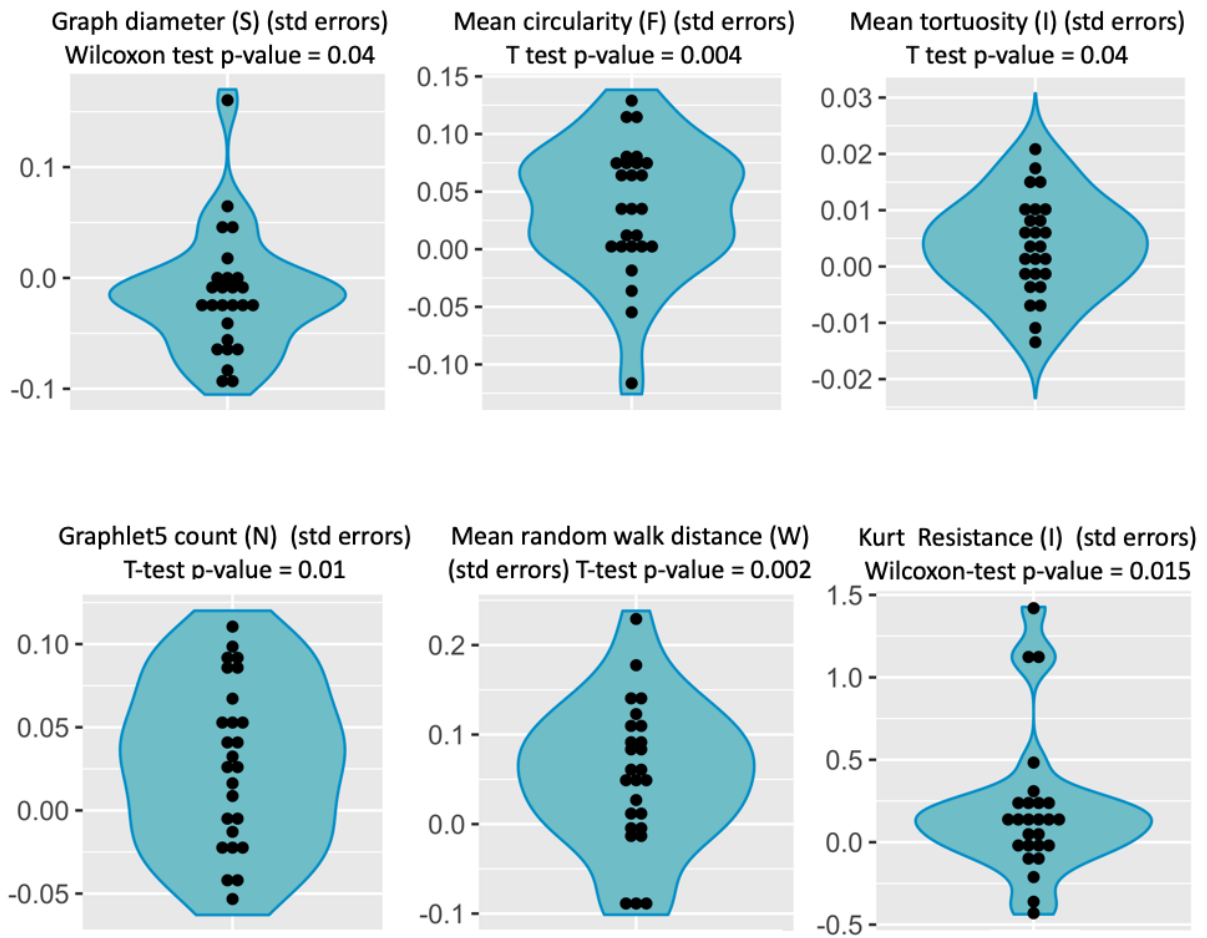 Graph diameter (S) (std errors)
Wilcoxon test p-value = 0.04
0.1
0.0
-0.1
Mean circularity (F) (std errors)
T test p-value = 0.004
0.15
0.10
0.05
0.00
-0.05
-0.10
Mean tortuosity (I) (std errors)
T test p-value = 0.04
0.03
0.02
0.01
0.00
-0.01
-0.02
Graphlet5 count (N) (std errors)
T-test p-value = 0.01
0.10
0.05
0.00
-0.05
Mean random walk distance (W)
(std errors) T-test p-value = 0.002
0.2
0.1
0.0
-0.1
Kurt Resistance (I) (std errors)
Wilcoxon-test p-value = 0.015
1.5
1.0
0.5
0.0
-0.5